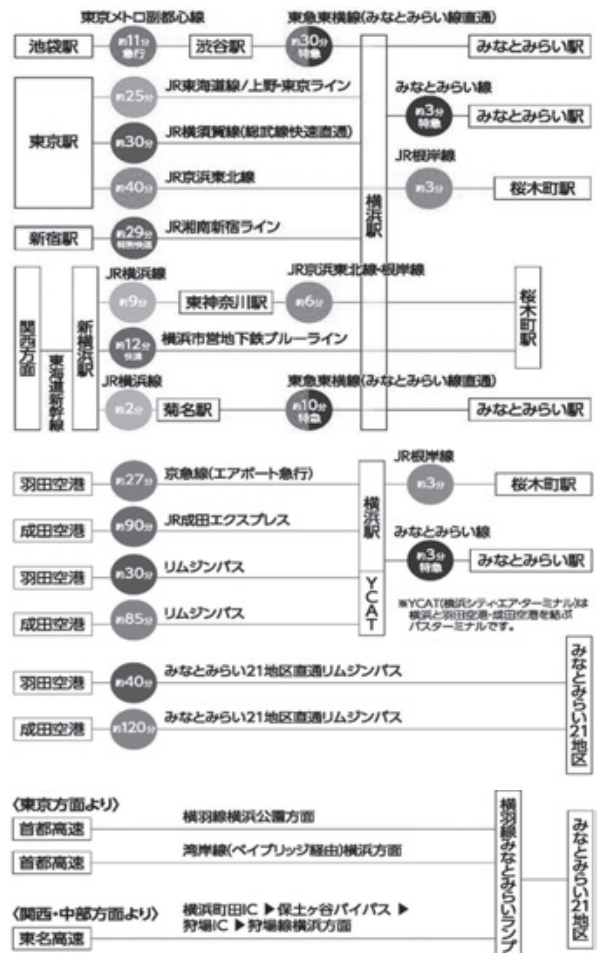 東京メトロ副都心線 東急東横線(みなとみらい線直通)
池袋駅 約11分 急行 渋谷駅 約30分 特急 みなとみらい駅
JR東海道線/上野・東京ライン
約25分
みなとみらい線
東京駅 約30分 JR横須賀線(総武線快速直通) 約3分 特急 みなとみらい駅
JR京浜東北線 JR根岸線
約40分 約3分 桜木町駅
横浜駅
新宿駅 約29分 特別快速 JR湘南新宿ライン
JR横浜線 JR京浜東北線・根岸線
約9分 東神奈川駅 約6分
関西方面 東海道新幹線 新横浜駅 桜木町駅
約12分 快速 横浜市営地下鉄ブルーライン
JR横浜線 東急東横線(みなとみらい線直通)
約2分 菊名駅 約10分 特急 みなとみらい駅
JR根岸線
羽田空港 約27分 京急線(エアポート急行) 約3分 桜木町駅
横浜駅
成田空港 約90分 JR成田エクスプレス
みなとみらい線
約3分 特急 みなとみらい駅
羽田空港 約30分 リムジンバス
YCAT
成田空港 約85分 リムジンバス
※YCAT(横浜シティ・エア・ターミナル)は
横浜と羽田空港・成田空港を結ぶ
バスターミナルです。
羽田空港 約40分 みなとみらい21地区直通リムジンバス
成田空港 約120分 みなとみらい21地区直通リムジンバス
みなとみらい21地区
〈東京方面より〉
首都高速 横羽線横浜公園方面
首都高速 湾岸線(ベイブリッジ経由)横浜方面
〈関西・中部方面より〉
東名高速 横浜町田IC ▶保土ヶ谷バイパス ▶
狩場IC ▶狩場線横浜方面
横羽線みなとみらいランプ
みなとみらい21地区